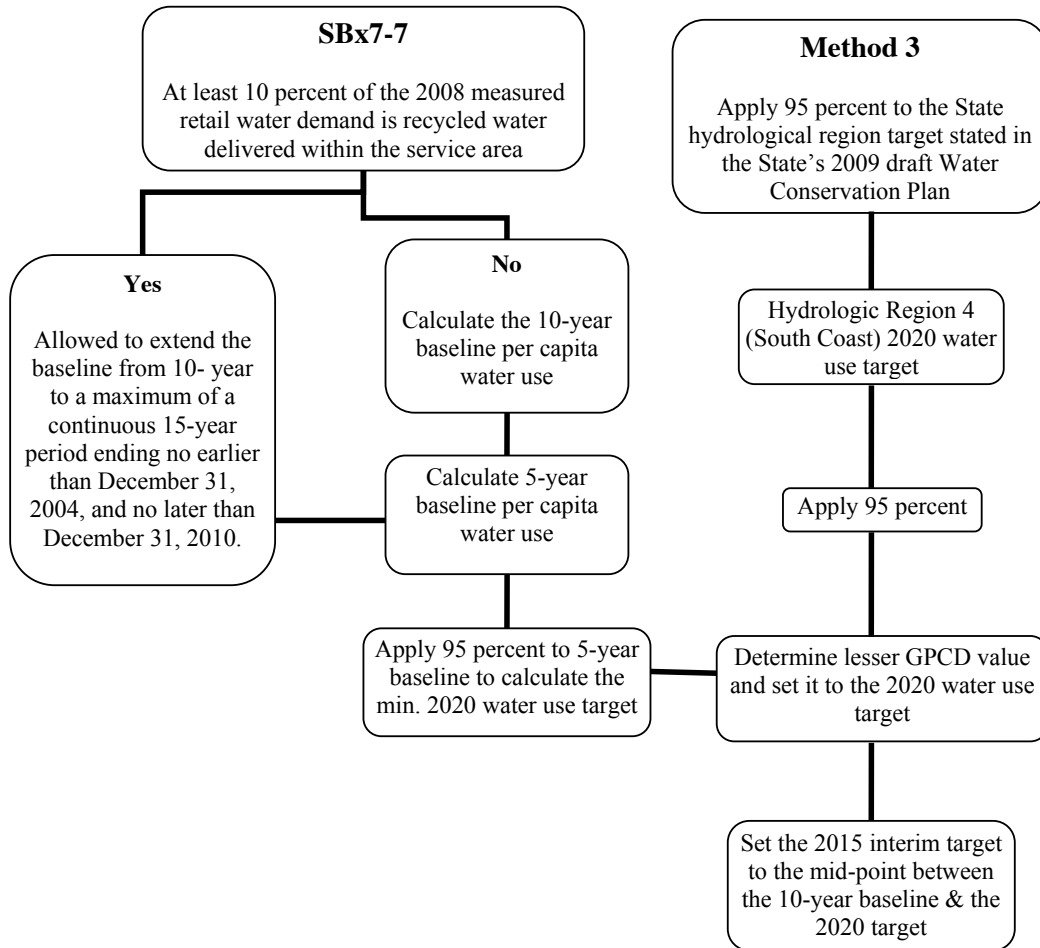 SBx7-7
At least 10 percent of the 2008 measured
retail water demand is recycled water
delivered within the service area
Method 3
Apply 95 percent to the State
hydrological region target stated in
the State's 2009 draft Water
Conservation Plan
Yes
Allowed to extend the
baseline from 10- year
to a maximum of a
continuous 15-year
period ending no earlier
than December 31,
2004, and no later than
December 31, 2010.
No
Calculate the 10-year
baseline per capita
water use
Hydrologic Region 4
(South Coast) 2020 water
use target
Calculate 5-year
baseline per capita
water use
Apply 95 percent
Apply 95 percent to 5-year
baseline to calculate the
min. 2020 water use target
Determine lesser GPCD value
and set it to the 2020 water use
target
Set the 2015 interim target
to the mid-point between
the 10-year baseline & the
2020 target